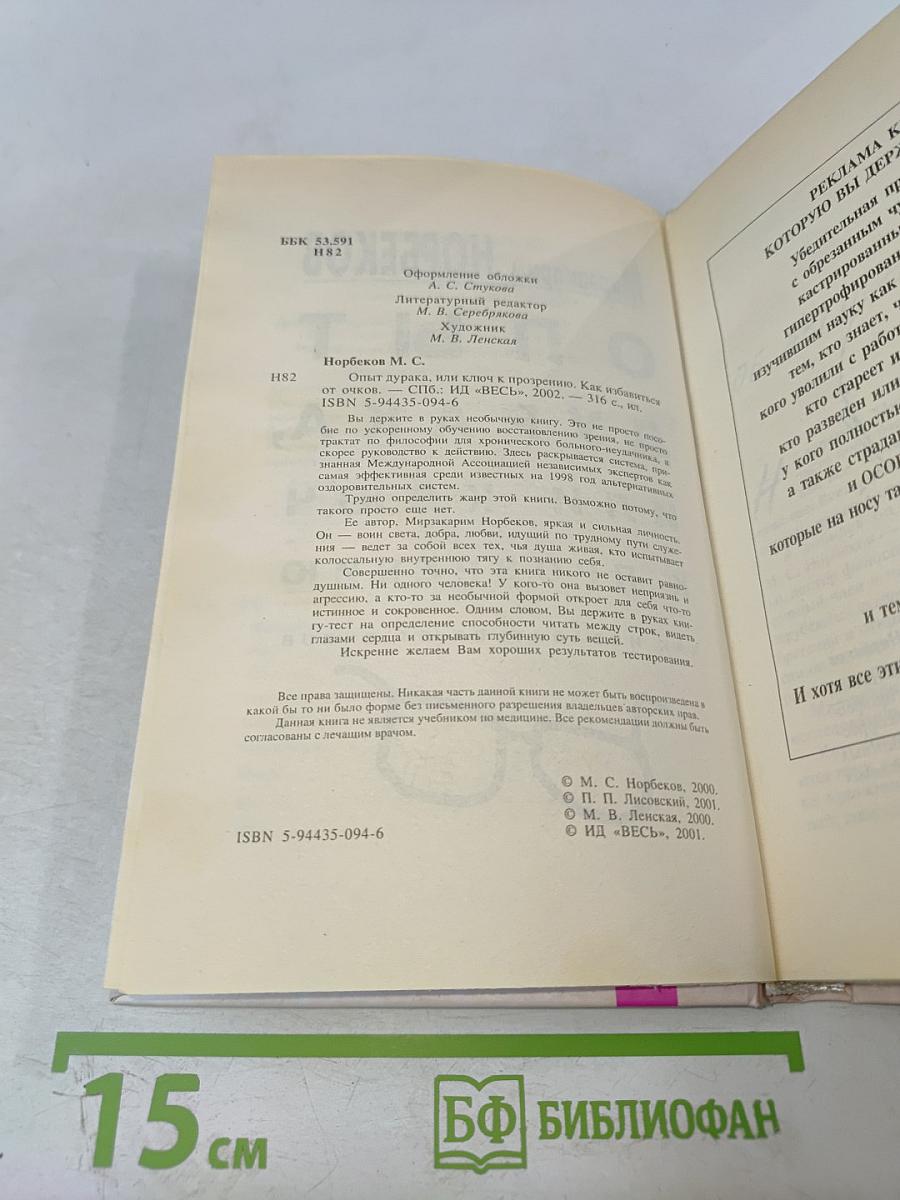 ББК 53.591
Н82
Оформление обложки
А. С. Стукова
Литературный редактор
М. В. Серебрякова
Художник
М. В. Ленская
Норбеков М. С.
Н82 Опыт дурака, или ключ к прозрению. Как избавиться
от очков. — СПб.: ИД «ВЕСЬ», 2002. — 316 с., ил.
ISBN 5-94435-094-6
Вы держите в руках необычную книгу. Это не просто посо-
бие по ускоренному обучению восстановлению зрения, не просто
трактат по философии для хронического больного-неудачника, а
скорее руководство к действию. Здесь раскрывается система, при-
знанная Международной Ассоциацией независимых экспертов как
самая эффективная среди известных на 1998 год альтернативных
оздоровительных систем.
Трудно определить жанр этой книги. Возможно потому, что
такого просто еще нет.
Ее автор, Мирзакарим Норбеков, яркая и сильная личность.
Он — воин света, добра, любви, идущий по трудному пути служе-
ния — ведет за собой всех тех, чья душа живая, кто испытывает
колоссальную внутреннюю тягу к познанию себя.
Совершенно точно, что эта книга никого не оставит равно-
душным. Ни одного человека! У кого-то она вызовет неприязнь и
агрессию, а кто-то за необычной формой откроет для себя что-то
истинное и сокровенное. Одним словом, Вы держите в руках кни-
гу-тест на определение способности читать между строк, видеть
глазами сердца и открывать глубинную суть вещей.
Искренне желаем Вам хороших результатов тестирования.
Все права защищены. Никакая часть данной книги не может быть воспроизведена в
какой бы то ни было форме без письменного разрешения владельцев авторских прав.
Данная книга не является учебником по медицине. Все рекомендации должны быть
согласованы с лечащим врачом.
© М. С. Норбеков, 2000.
© П. П. Лисовский, 2001.
© М. В. Ленская, 2000.
© ИД «ВЕСЬ», 2001.
ISBN 5-94435-094-6
РЕКЛАМА К
КОТОРУЮ ВЫ ДЕРЖ
Убедительная пр
с обрезанным чу
кастрированны
гипертрофирован
изучившим науку как
тем, кто знает, ч
кого уволили с работ
кто стареет и
кто разведен или
у кого полностью
а также страда
и ОСОБ
которые на носу та
и тем
И хотя все эти
15 см
БФ БИБЛИОФАН